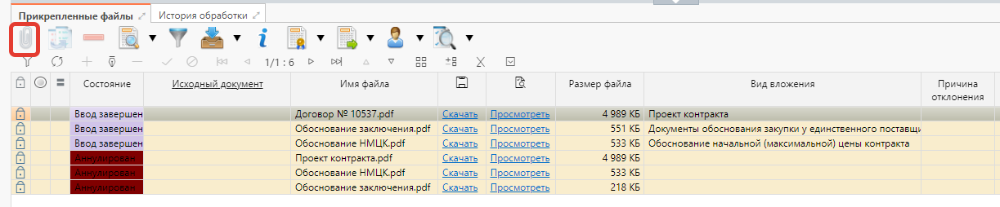 Прикрепленные файлы История обработки
1/1 : 6
Состояние Исходный документ Имя файла Размер файла Вид вложения Причина отклонения
Ввод завершен Договор № 10537.pdf Скачать Просмотреть 4 989 КБ Проект контракта
Ввод завершен Обоснование заключения.pdf Скачать Просмотреть 551 КБ Документы обоснования закупки у единственного поставщи
Ввод завершен Обоснование НМЦК.pdf Скачать Просмотреть 533 КБ Обоснование начальной (максимальной) цены контракта
Аннулирован Проект контракта.pdf Скачать Просмотреть 4 989 КБ
Аннулирован Обоснование НМЦК.pdf Скачать Просмотреть 533 КБ
Аннулирован Обоснование заключения.pdf Скачать Просмотреть 218 КБ